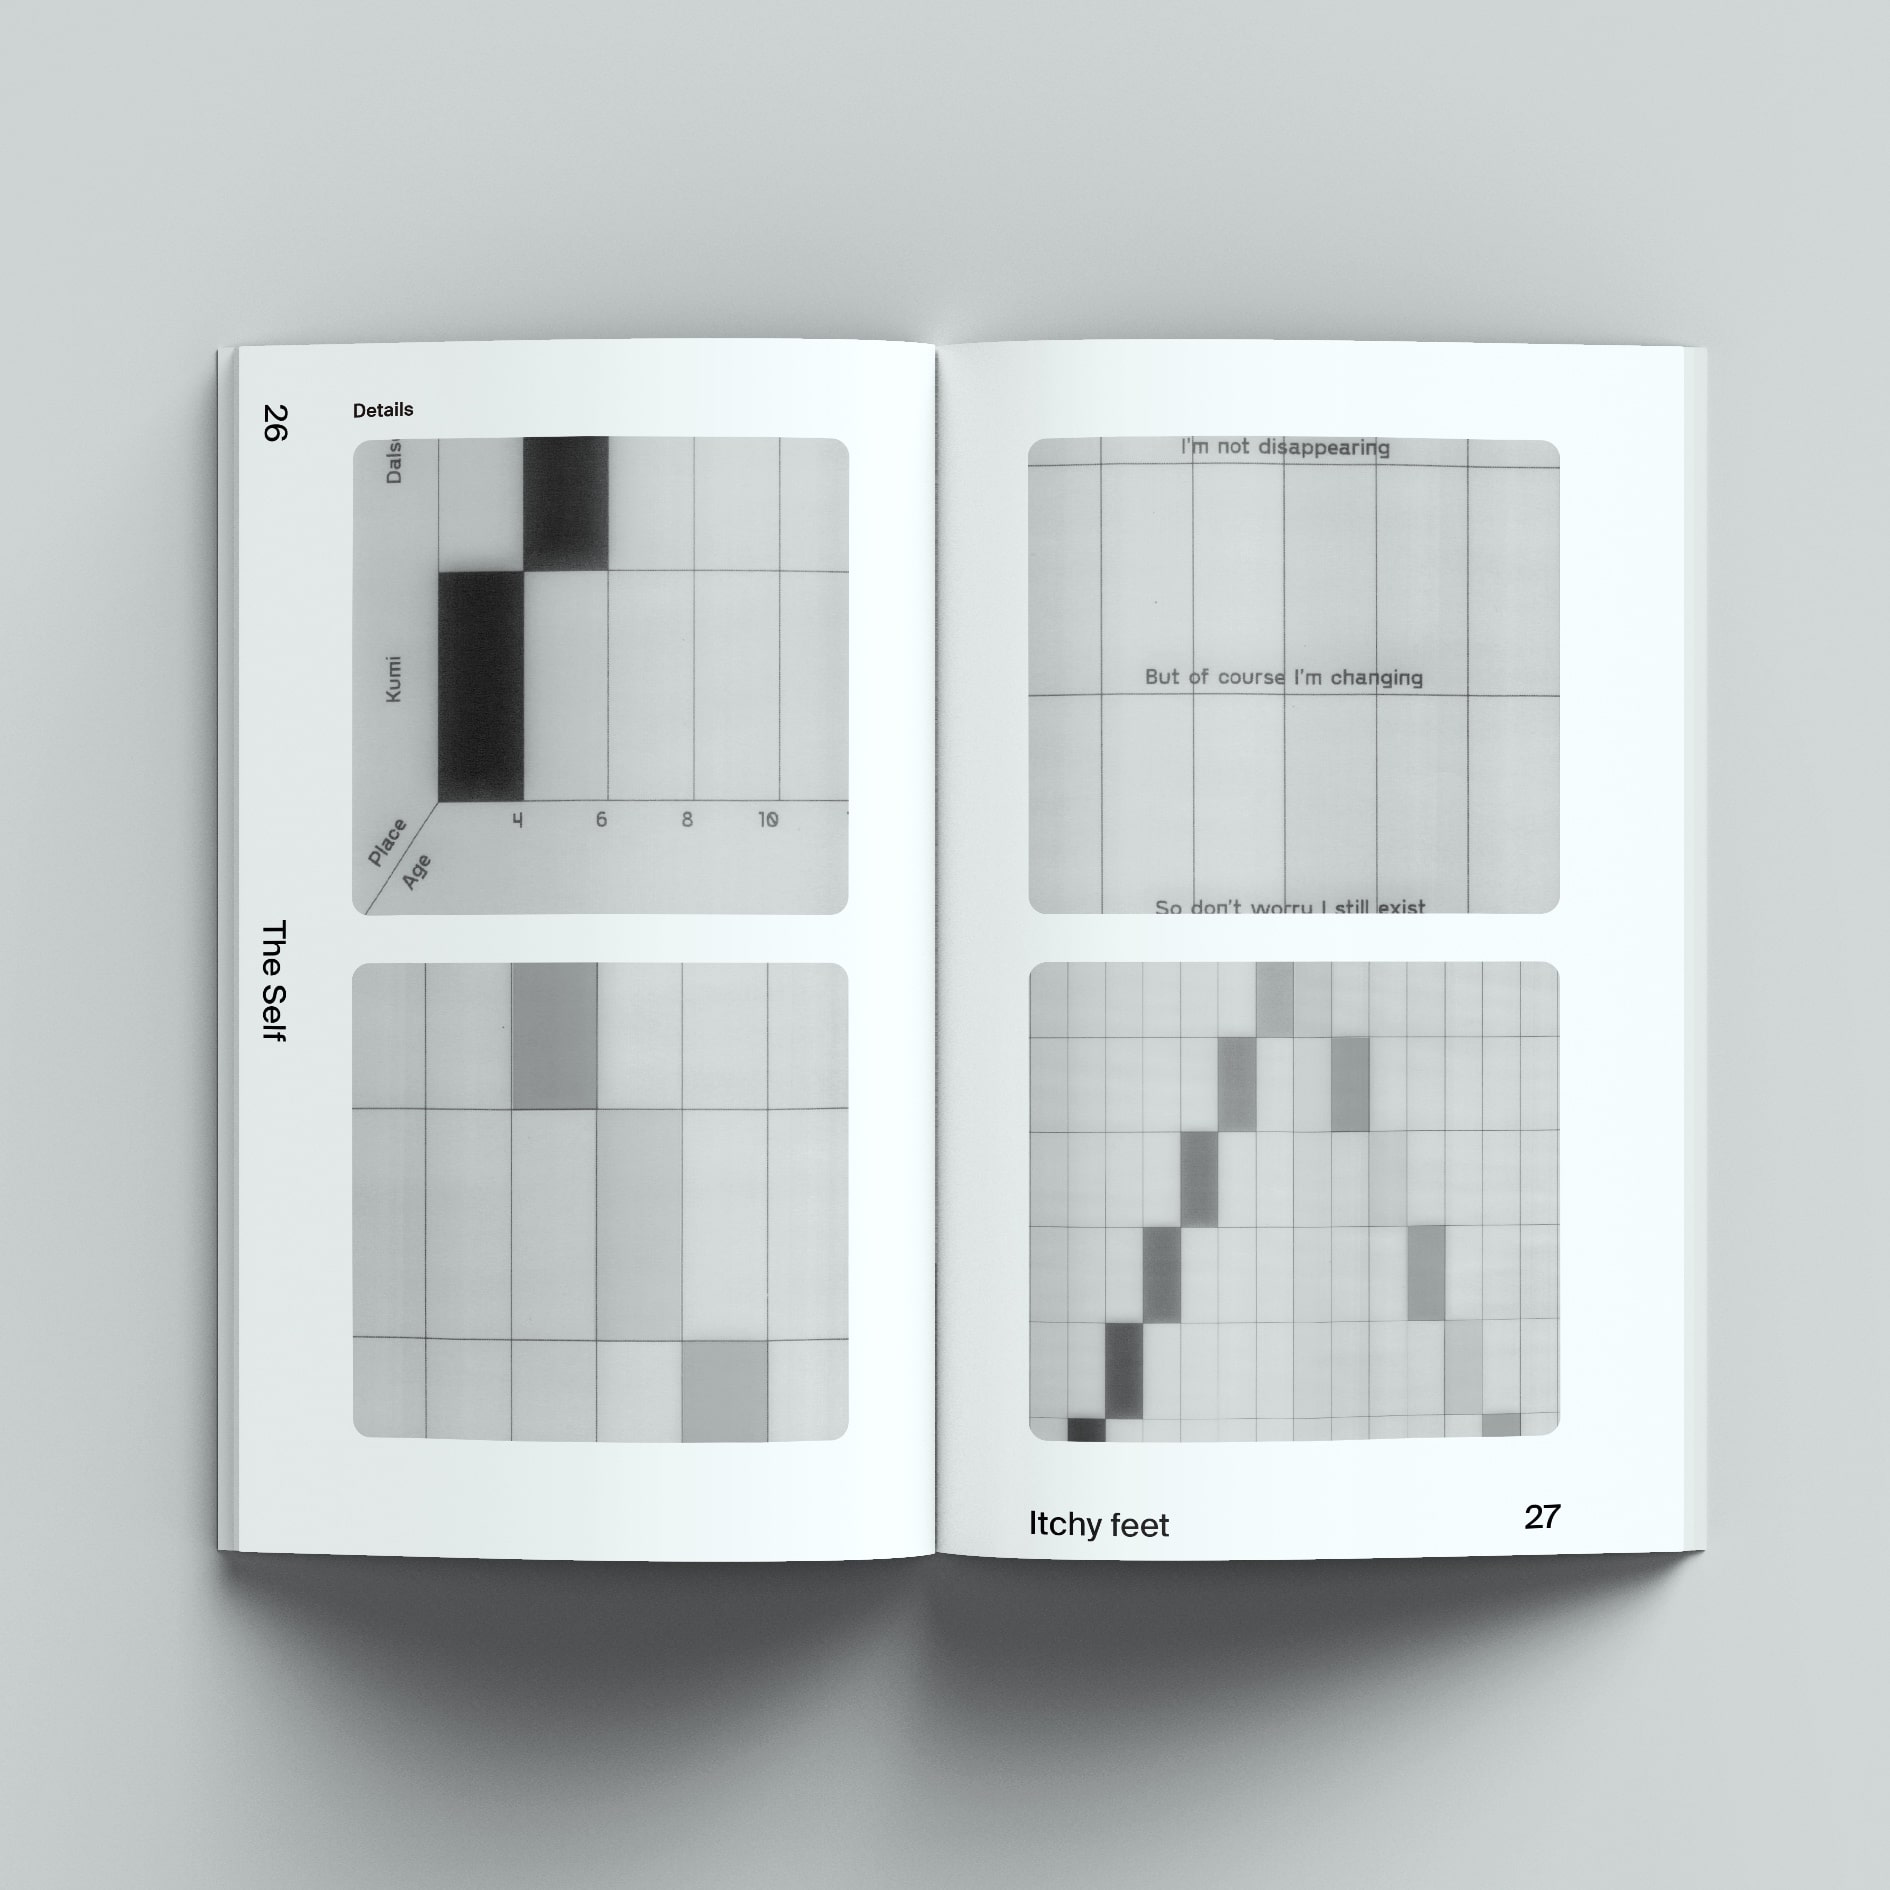 26
The Self
Details
Kumi
Place
Age
4 6 8 10
I'm not disappearing
But of course I'm changing
So don't worry I still exist
Itchy feet
27